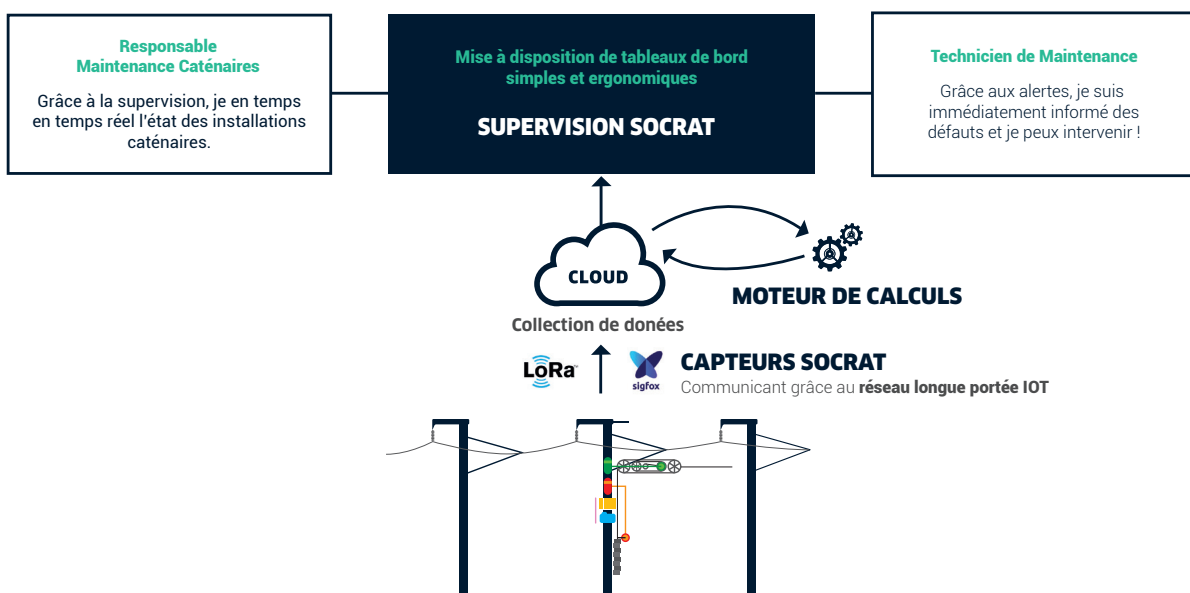 Responsable
Maintenance Caténaires
Grâce à la supervision, je en temps
en temps réel l'état des installations
caténaires.
Mise à disposition de tableaux de bord
simples et ergonomiques
SUPERVISION SOCRAT
Technicien de Maintenance
Grâce aux alertes, je suis
immédiatement informé des
défauts et je peux intervenir !
CLOUD
MOTEUR DE CALCULS
Collection de donées
LoRa™
sigfox
CAPTEURS SOCRAT
Communicant grâce au réseau longue portée IOT